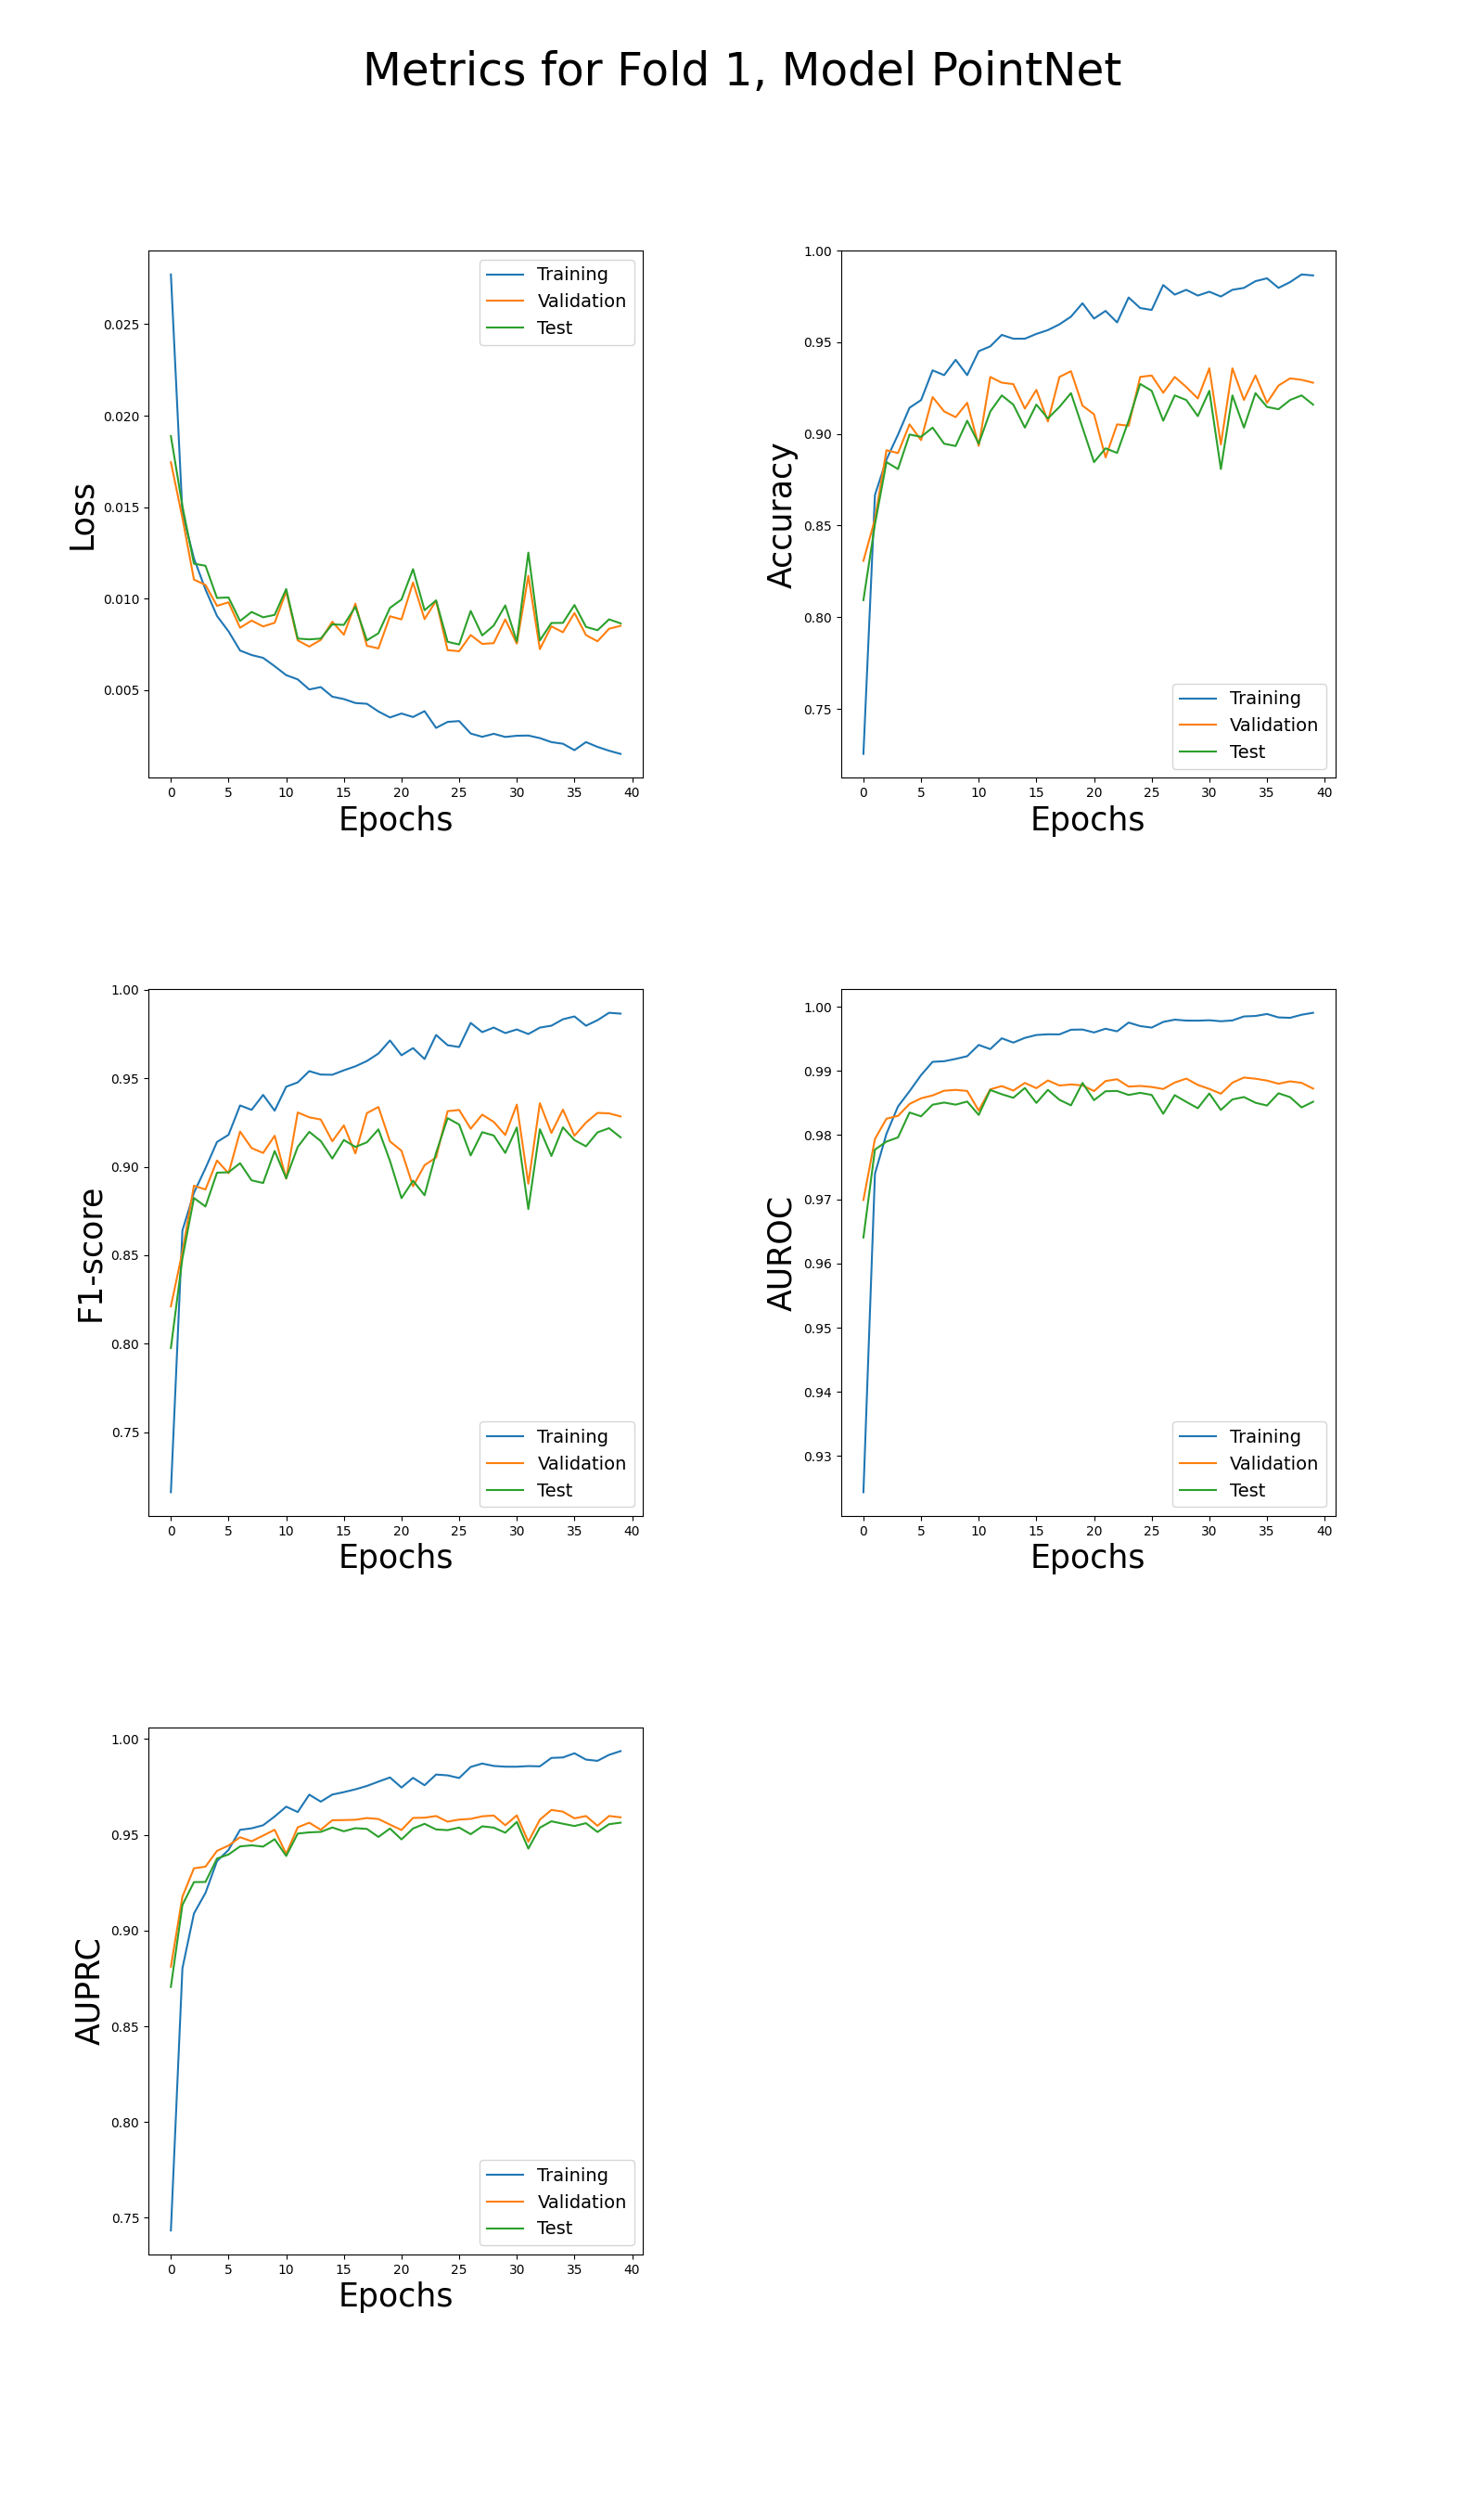 Metrics for Fold 1, Model PointNet
Loss
0.025
0.020
0.015
0.010
0.005
Training
Validation
Test
0 5 10 15 20 25 30 35 40
Epochs
Accuracy
1.00
0.95
0.90
0.85
0.80
0.75
Training
Validation
Test
0 5 10 15 20 25 30 35 40
Epochs
F1-score
1.00
0.95
0.90
0.85
0.80
0.75
Training
Validation
Test
0 5 10 15 20 25 30 35 40
Epochs
AUROC
1.00
0.99
0.98
0.97
0.96
0.95
0.94
0.93
Training
Validation
Test
0 5 10 15 20 25 30 35 40
Epochs
AUPRC
1.00
0.95
0.90
0.85
0.80
0.75
Training
Validation
Test
0 5 10 15 20 25 30 35 40
Epochs